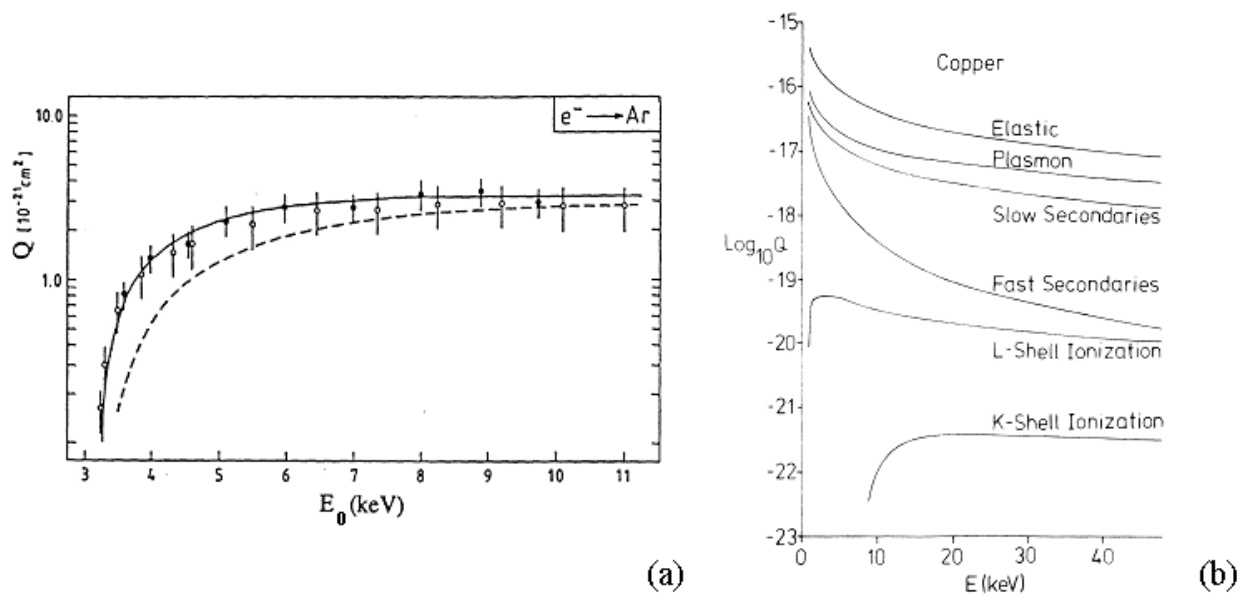 10.0
1.0
Q [10⁻²¹cm²]
e⁻ → Ar
3 4 5 6 7 8 9 10 11
E₀ (keV)
(a)
-15
-16
-17
-18
-19
-20
-21
-22
-23
Log₁₀Q
Copper
Elastic
Plasmon
Slow Secondaries
Fast Secondaries
L-Shell Ionization
K-Shell Ionization
0 10 20 30 40
E (keV)
(b)